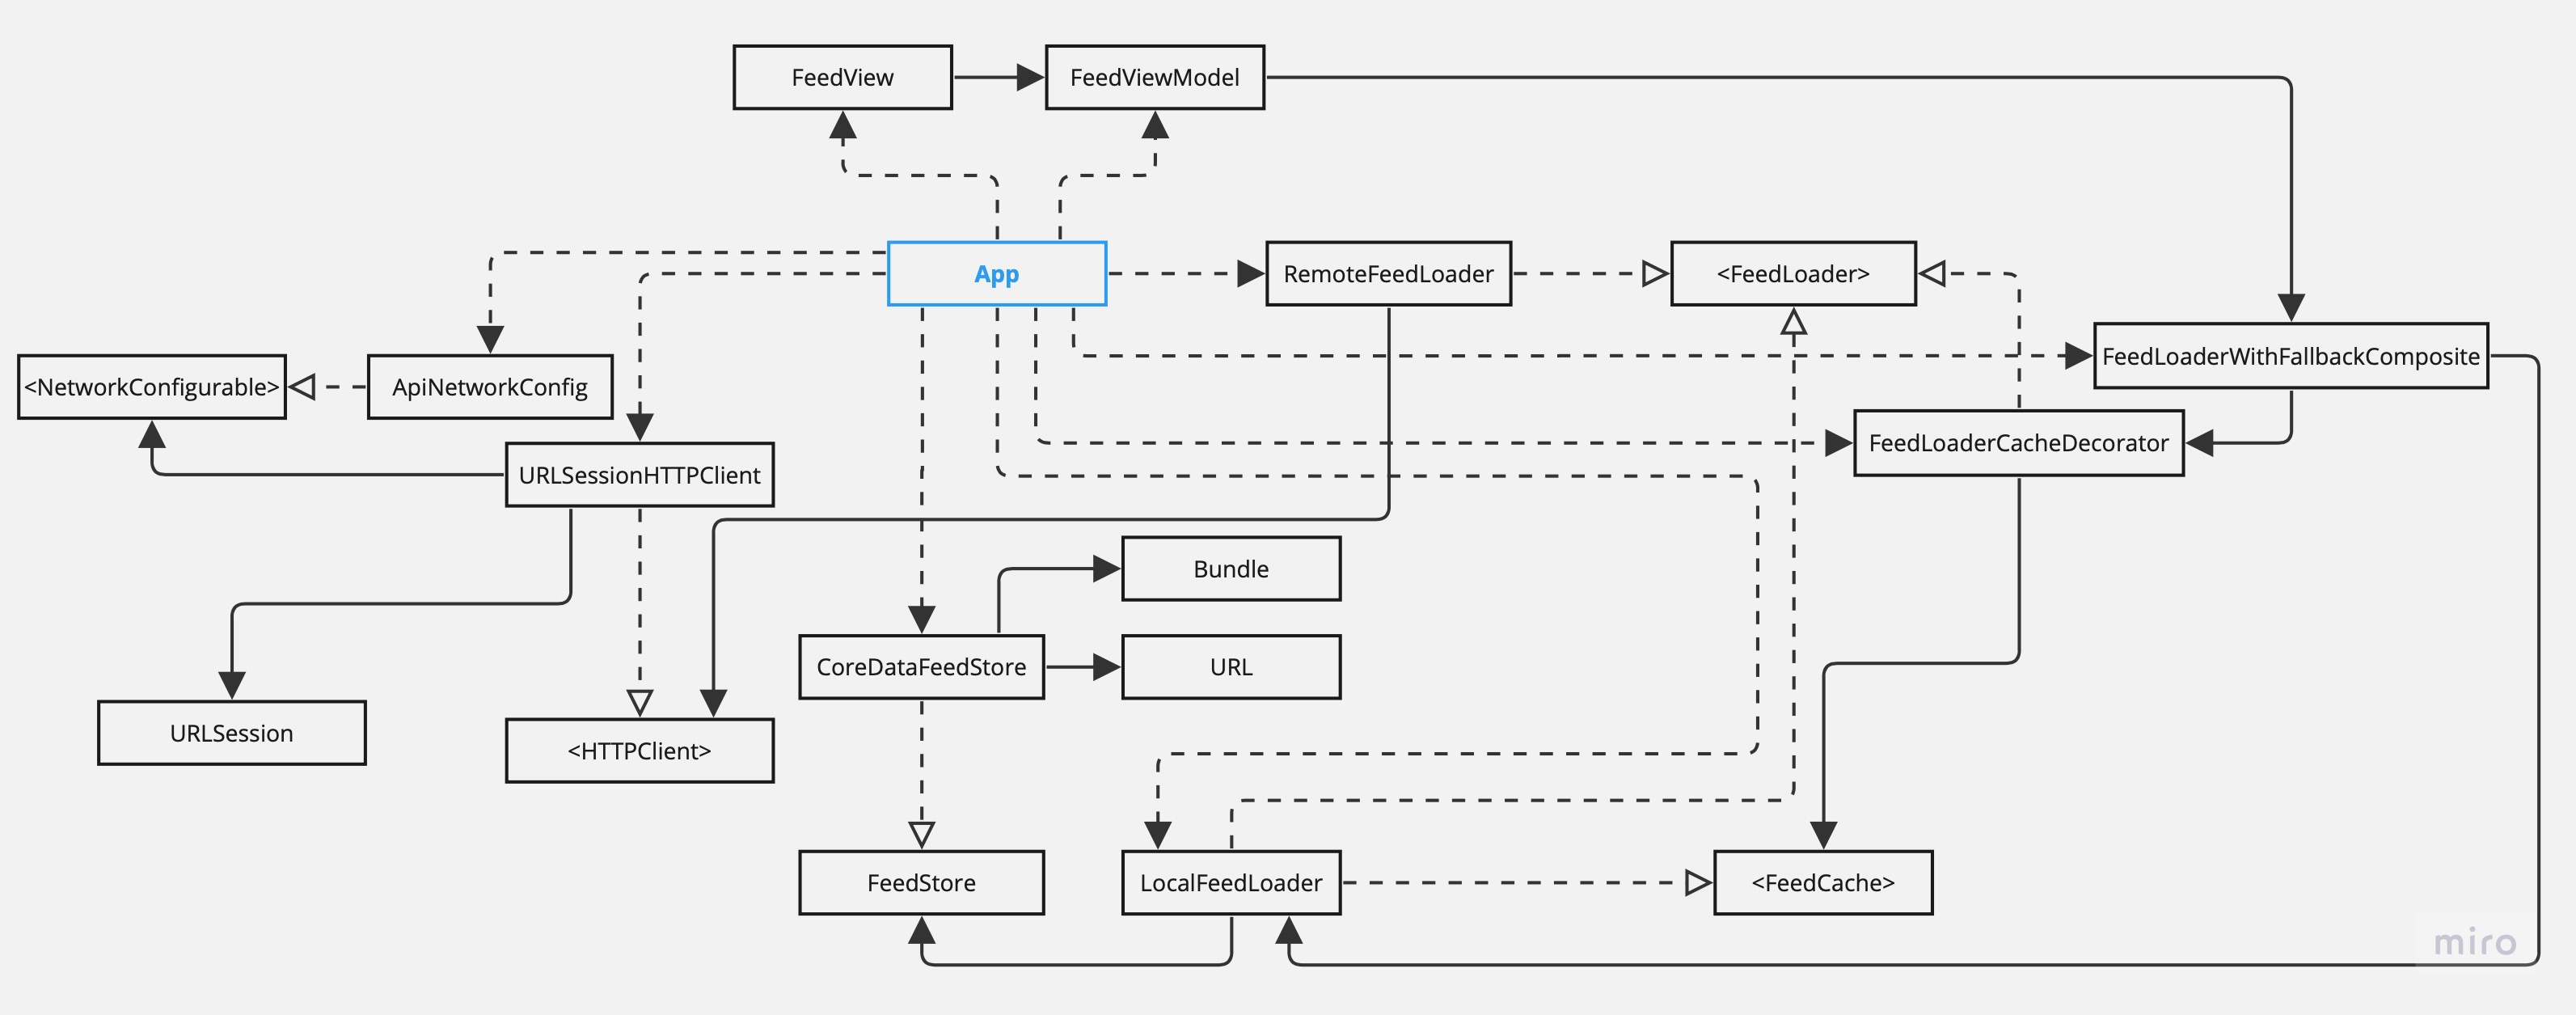 FeedView
FeedViewModel
App
RemoteFeedLoader
<FeedLoader>
FeedLoaderWithFallbackComposite
<NetworkConfigurable>
ApiNetworkConfig
FeedLoaderCacheDecorator
URLSessionHTTPClient
Bundle
CoreDataFeedStore
URL
URLSession
<HTTPClient>
FeedStore
LocalFeedLoader
<FeedCache>
miro